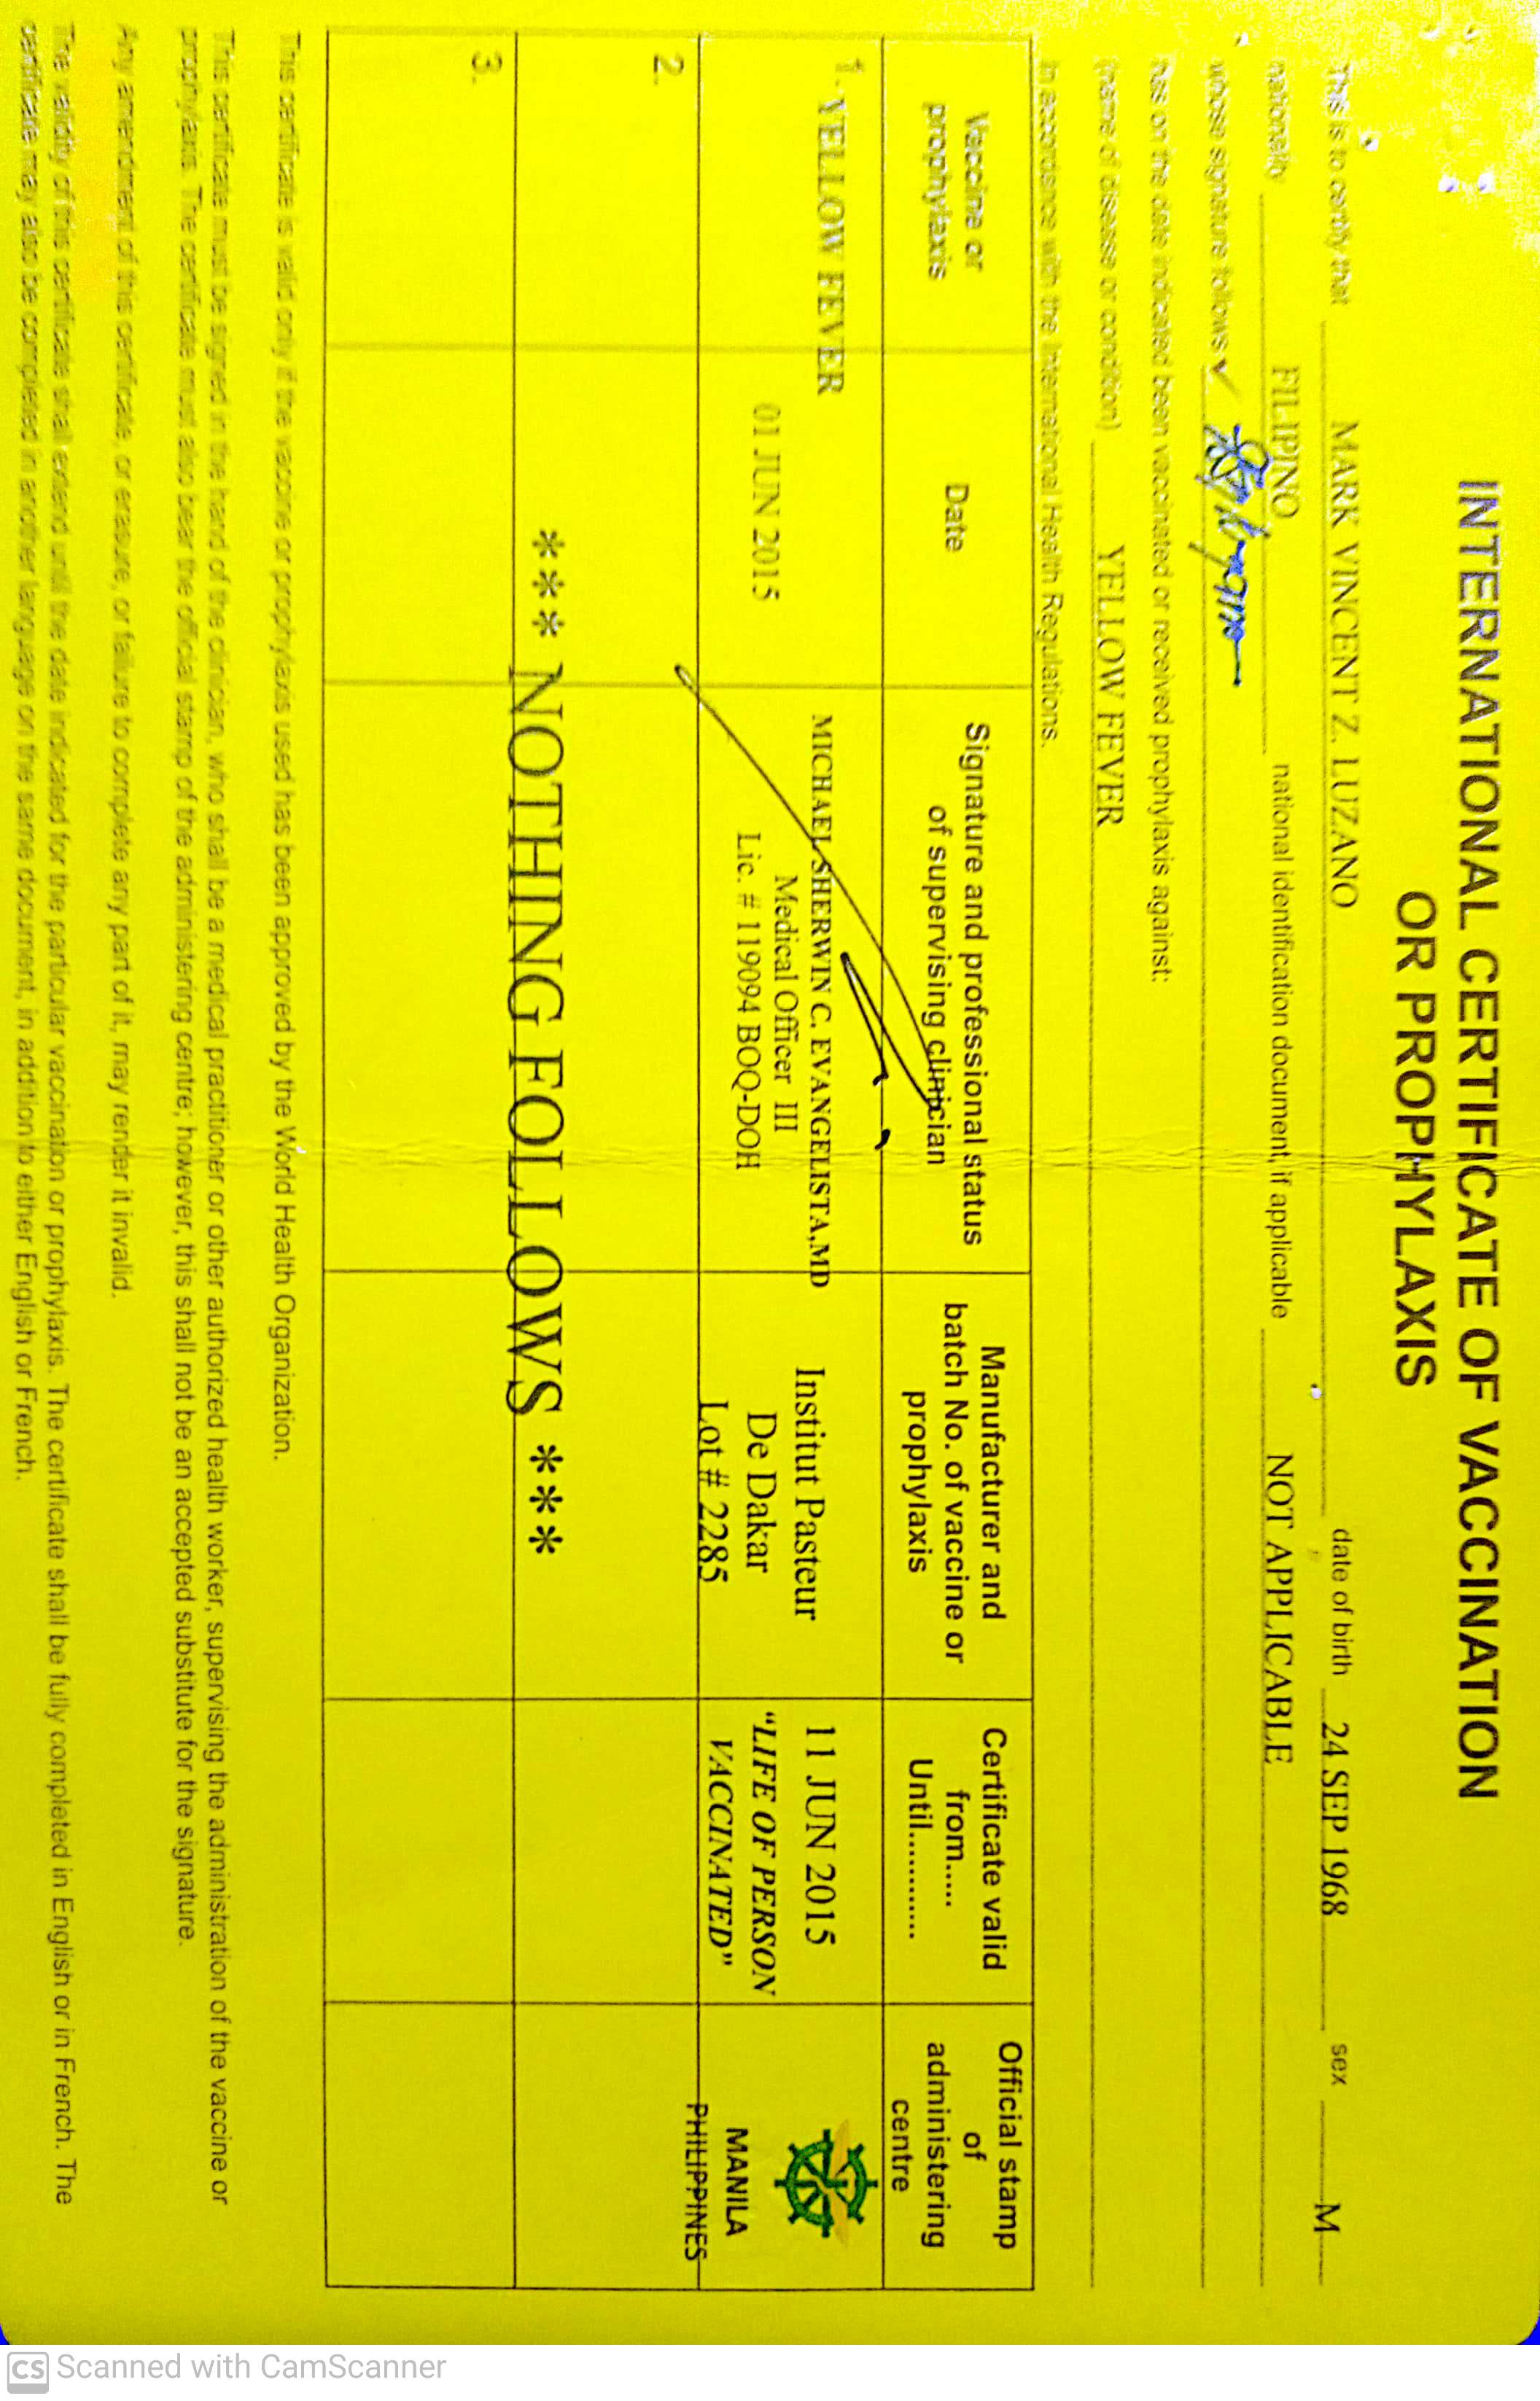 INTERNATIONAL CERTIFICATE OF VACCINATION
OR PROPHYLAXIS
This is to certify that MARK VINCENT Z. LUZANO date of birth 24 SEP 1968 sex M
nationality FILIPINO national identification document, if applicable NOT APPLICABLE
whose signature follows
has on the date indicated been vaccinated or received prophylaxis against:
(name of disease or condition) YELLOW FEVER
In accordance with the International Health Regulations.
Vaccine or
prophylaxis
Date
Signature and professional status
of supervising clinician
Manufacturer and
batch No. of vaccine or
prophylaxis
Certificate valid
from.....
Until...........
Official stamp
of
administering
centre
1. YELLOW FEVER
01 JUN 2015
MICHAEL SHERWIN C. EVANGELISTA,MD
Medical Officer III
Lic. # 119094 BOQ-DOH
Institut Pasteur
De Dakar
Lot # 2285
11 JUN 2015
"LIFE OF PERSON
VACCINATED"
MANILA
PHILIPPINES
2.
*** NOTHING FOLLOWS ***
3.
This certificate is valid only if the vaccine or prophylaxis used has been approved by the World Health Organization.
This certificate must be signed in the hand of the clinician, who shall be a medical practitioner or other authorized health worker, supervising the administration of the vaccine or
prophylaxis. The certificate must also bear the official stamp of the administering centre; however, this shall not be an accepted substitute for the signature.
Any amendment of this certificate, or erasure, or failure to complete any part of it, may render it invalid.
The validity of this certificate shall extend until the date indicated for the particular vaccination or prophylaxis. The certificate shall be fully completed in English or in French. The
certificate may also be completed in another language on the same document, in addition to either English or French.
CS Scanned with CamScanner